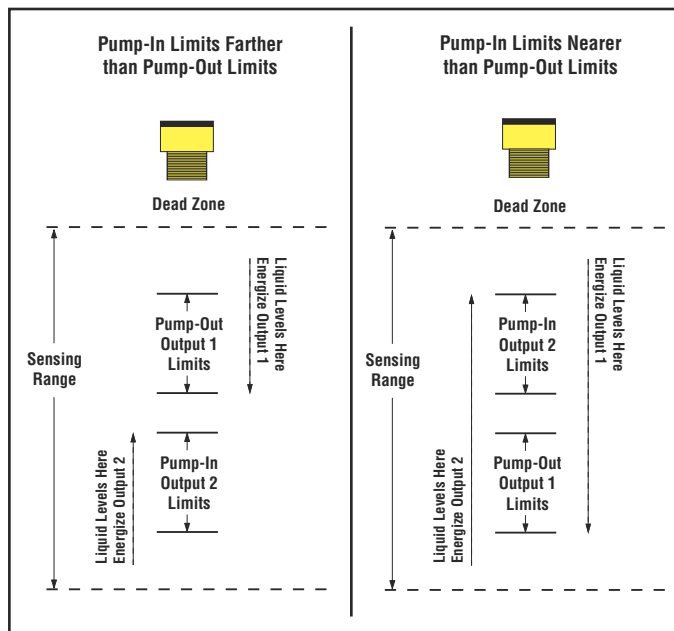 Pump-In Limits Farther
than Pump-Out Limits
Dead Zone
Liquid Levels Here
Energize Output 1
Pump-Out
Output 1
Limits
Sensing
Range
Pump-In
Output 2
Limits
Liquid Levels Here
Energize Output 2
Pump-In Limits Nearer
than Pump-Out Limits
Dead Zone
Liquid Levels Here
Energize Output 1
Pump-In
Output 2
Limits
Sensing
Range
Pump-Out
Output 1
Limits
Liquid Levels Here
Energize Output 2